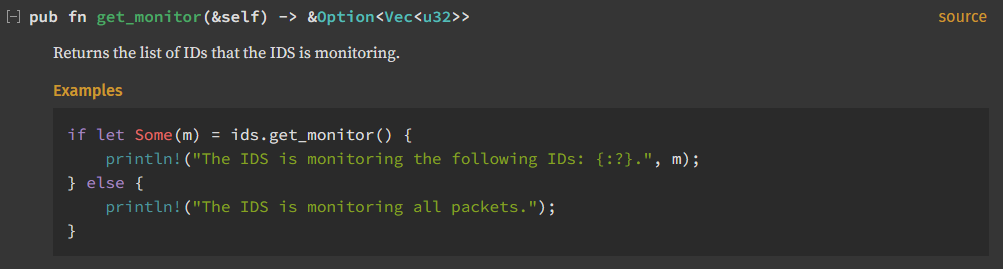 [-] pub fn get_monitor(&self) -> &Option<Vec<u32>> source
Returns the list of IDs that the IDS is monitoring.
Examples
if let Some(m) = ids.get_monitor() {
    println!("The IDS is monitoring the following IDs: {:?}.", m);
} else {
    println!("The IDS is monitoring all packets.");
}